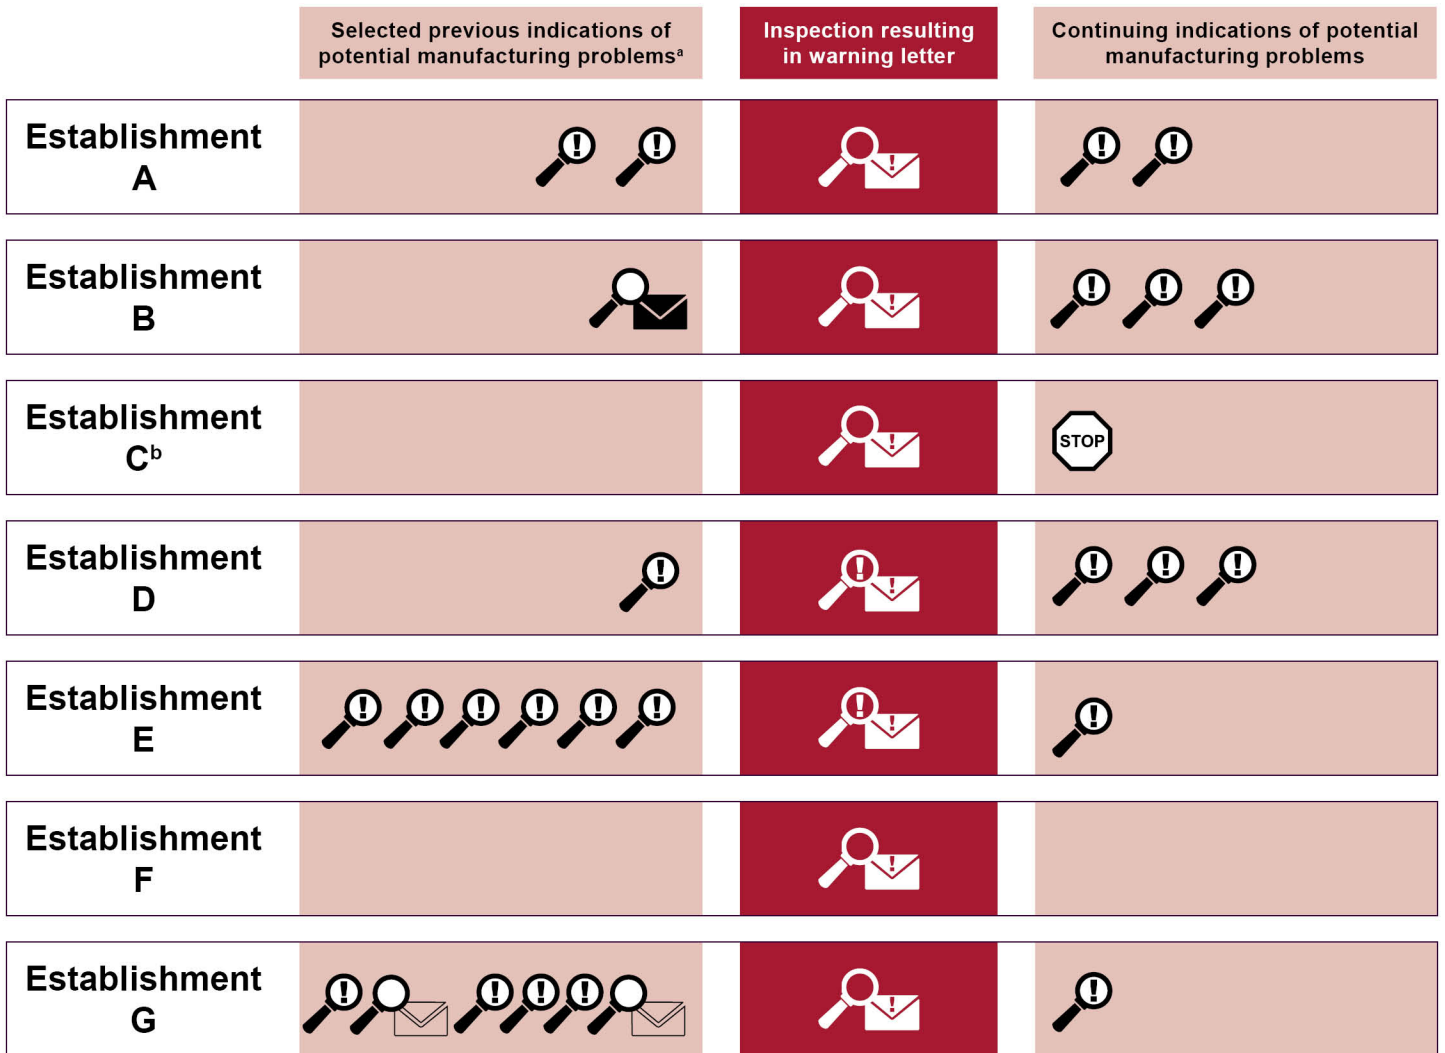 Selected previous indications of
potential manufacturing problemsᵃ
Inspection resulting
in warning letter
Continuing indications of potential
manufacturing problems
Establishment
A
! ! ! ! !
Establishment
B
! ! ! !
Establishment
Cᵇ
!
STOP
Establishment
D
! ! ! ! ! !
Establishment
E
! ! ! ! ! ! ! ! !
Establishment
F
!
Establishment
G
! ! ! ! ! !